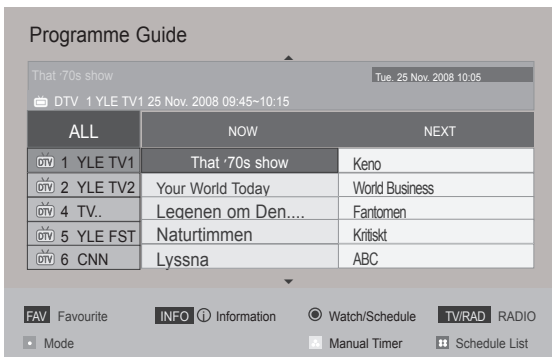 Programme Guide
That '70s show
Tue. 25 Nov. 2008 10:05
DTV 1 YLE TV1 25 Nov. 2008 09:45~10:15
ALL NOW NEXT
DTV 1 YLE TV1 That '70s show Keno
DTV 2 YLE TV2 Your World Today World Business
DTV 4 TV.. Legenen om Den.... Fantomen
DTV 5 YLE FST Naturtimmen Kritiskt
DTV 6 CNN Lyssna ABC
FAV Favourite INFO i Information Watch/Schedule TV/RAD RADIO
Mode Manual Timer Schedule List